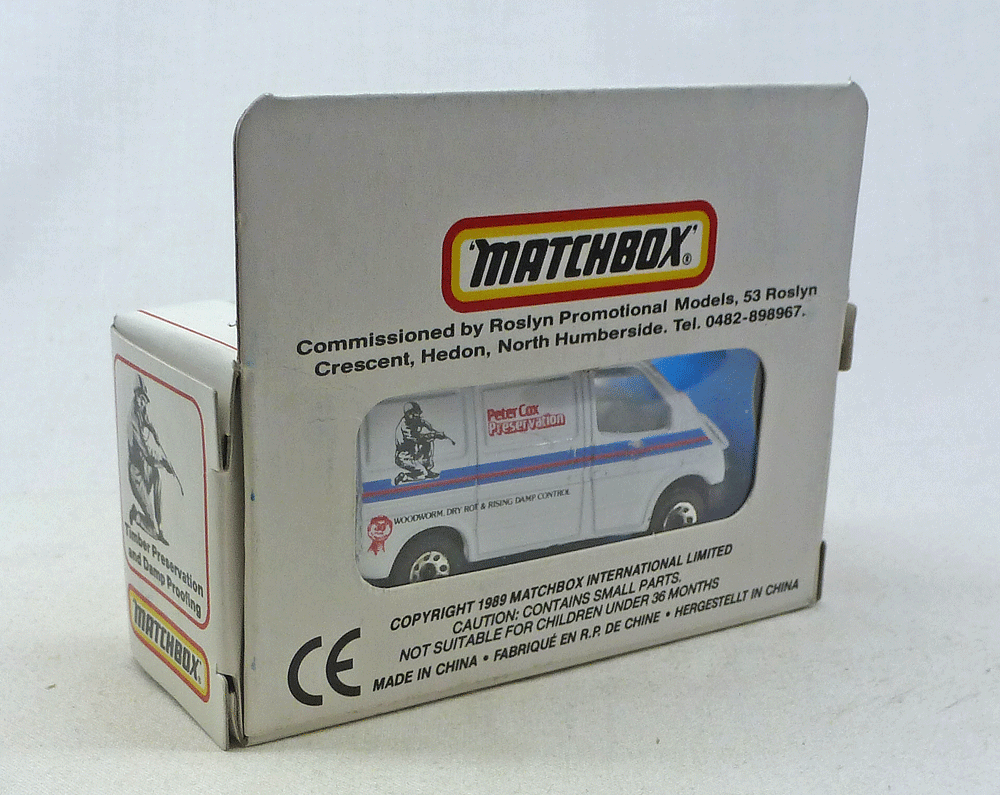 'MATCHBOX'®
Commissioned by Roslyn Promotional Models, 53 Roslyn
Crescent, Hedon, North Humberside. Tel. 0482-898967.
Peter Cox
Preservation
WOODWORM, DRY ROT & RISING DAMP CONTROL
COPYRIGHT 1989 MATCHBOX INTERNATIONAL LIMITED
CAUTION: CONTAINS SMALL PARTS.
NOT SUITABLE FOR CHILDREN UNDER 36 MONTHS
MADE IN CHINA • FABRIQUÉ EN R.P. DE CHINE • HERGESTELLT IN CHINA
CE
Timber Preservation
and Damp Proofing
'MATCHBOX'